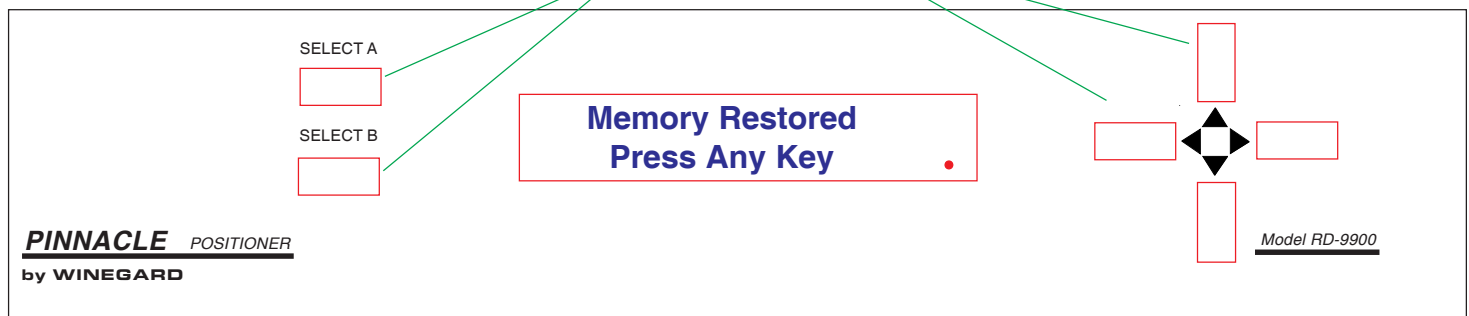 SELECT A
SELECT B
Memory Restored
Press Any Key
PINNACLE POSITIONER
by WINEGARD
Model RD-9900